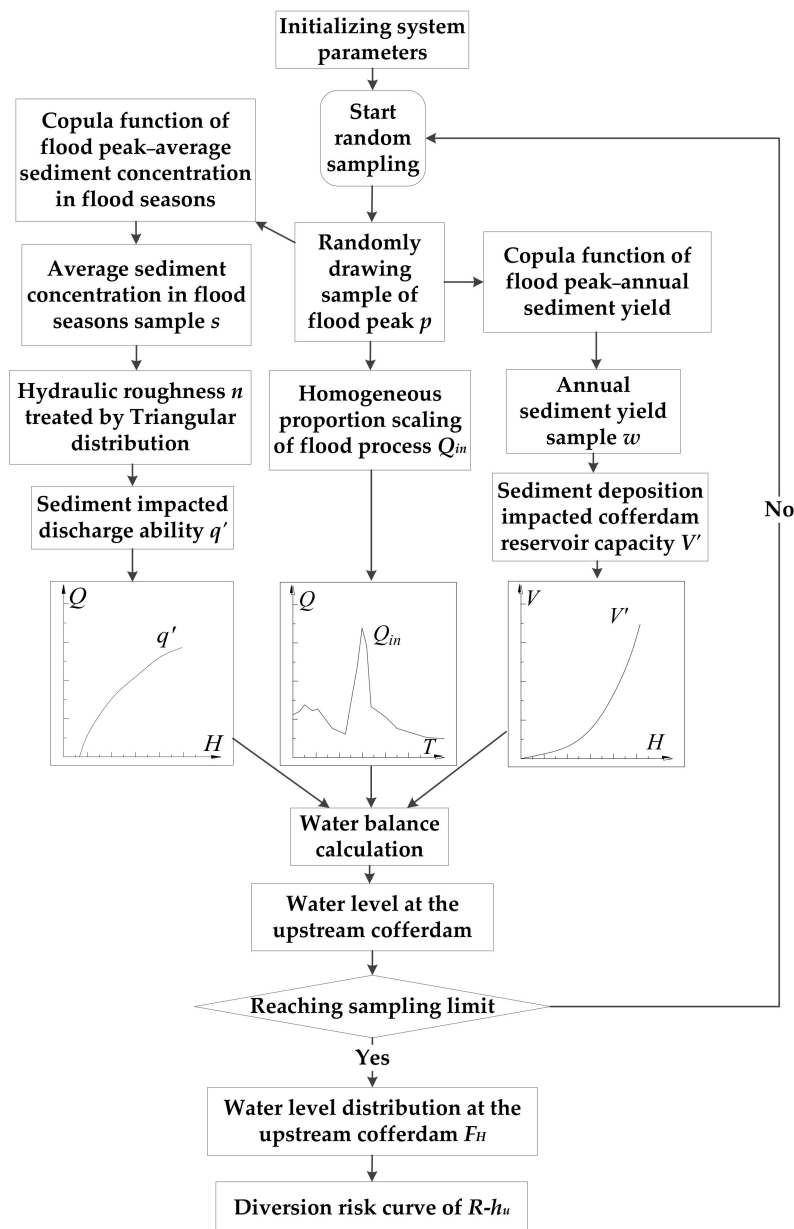 Initializing system
parameters
Start
random
sampling
Copula function of
flood peak–average
sediment concentration
in flood seasons
Randomly
drawing
sample of
flood peak p
Copula function of
flood peak–annual
sediment yield
Average sediment
concentration in flood
seasons sample s
Hydraulic roughness n
treated by Triangular
distribution
Homogeneous
proportion scaling
of flood process Qin
Annual
sediment yield
sample w
Sediment impacted
discharge ability q'
Sediment deposition
impacted cofferdam
reservoir capacity V'
No
Q
q'
H
Q
Qin
T
V
V'
H
Water balance
calculation
Water level at the
upstream cofferdam
Reaching sampling limit
Yes
Water level distribution at the
upstream cofferdam FH
Diversion risk curve of R-hu